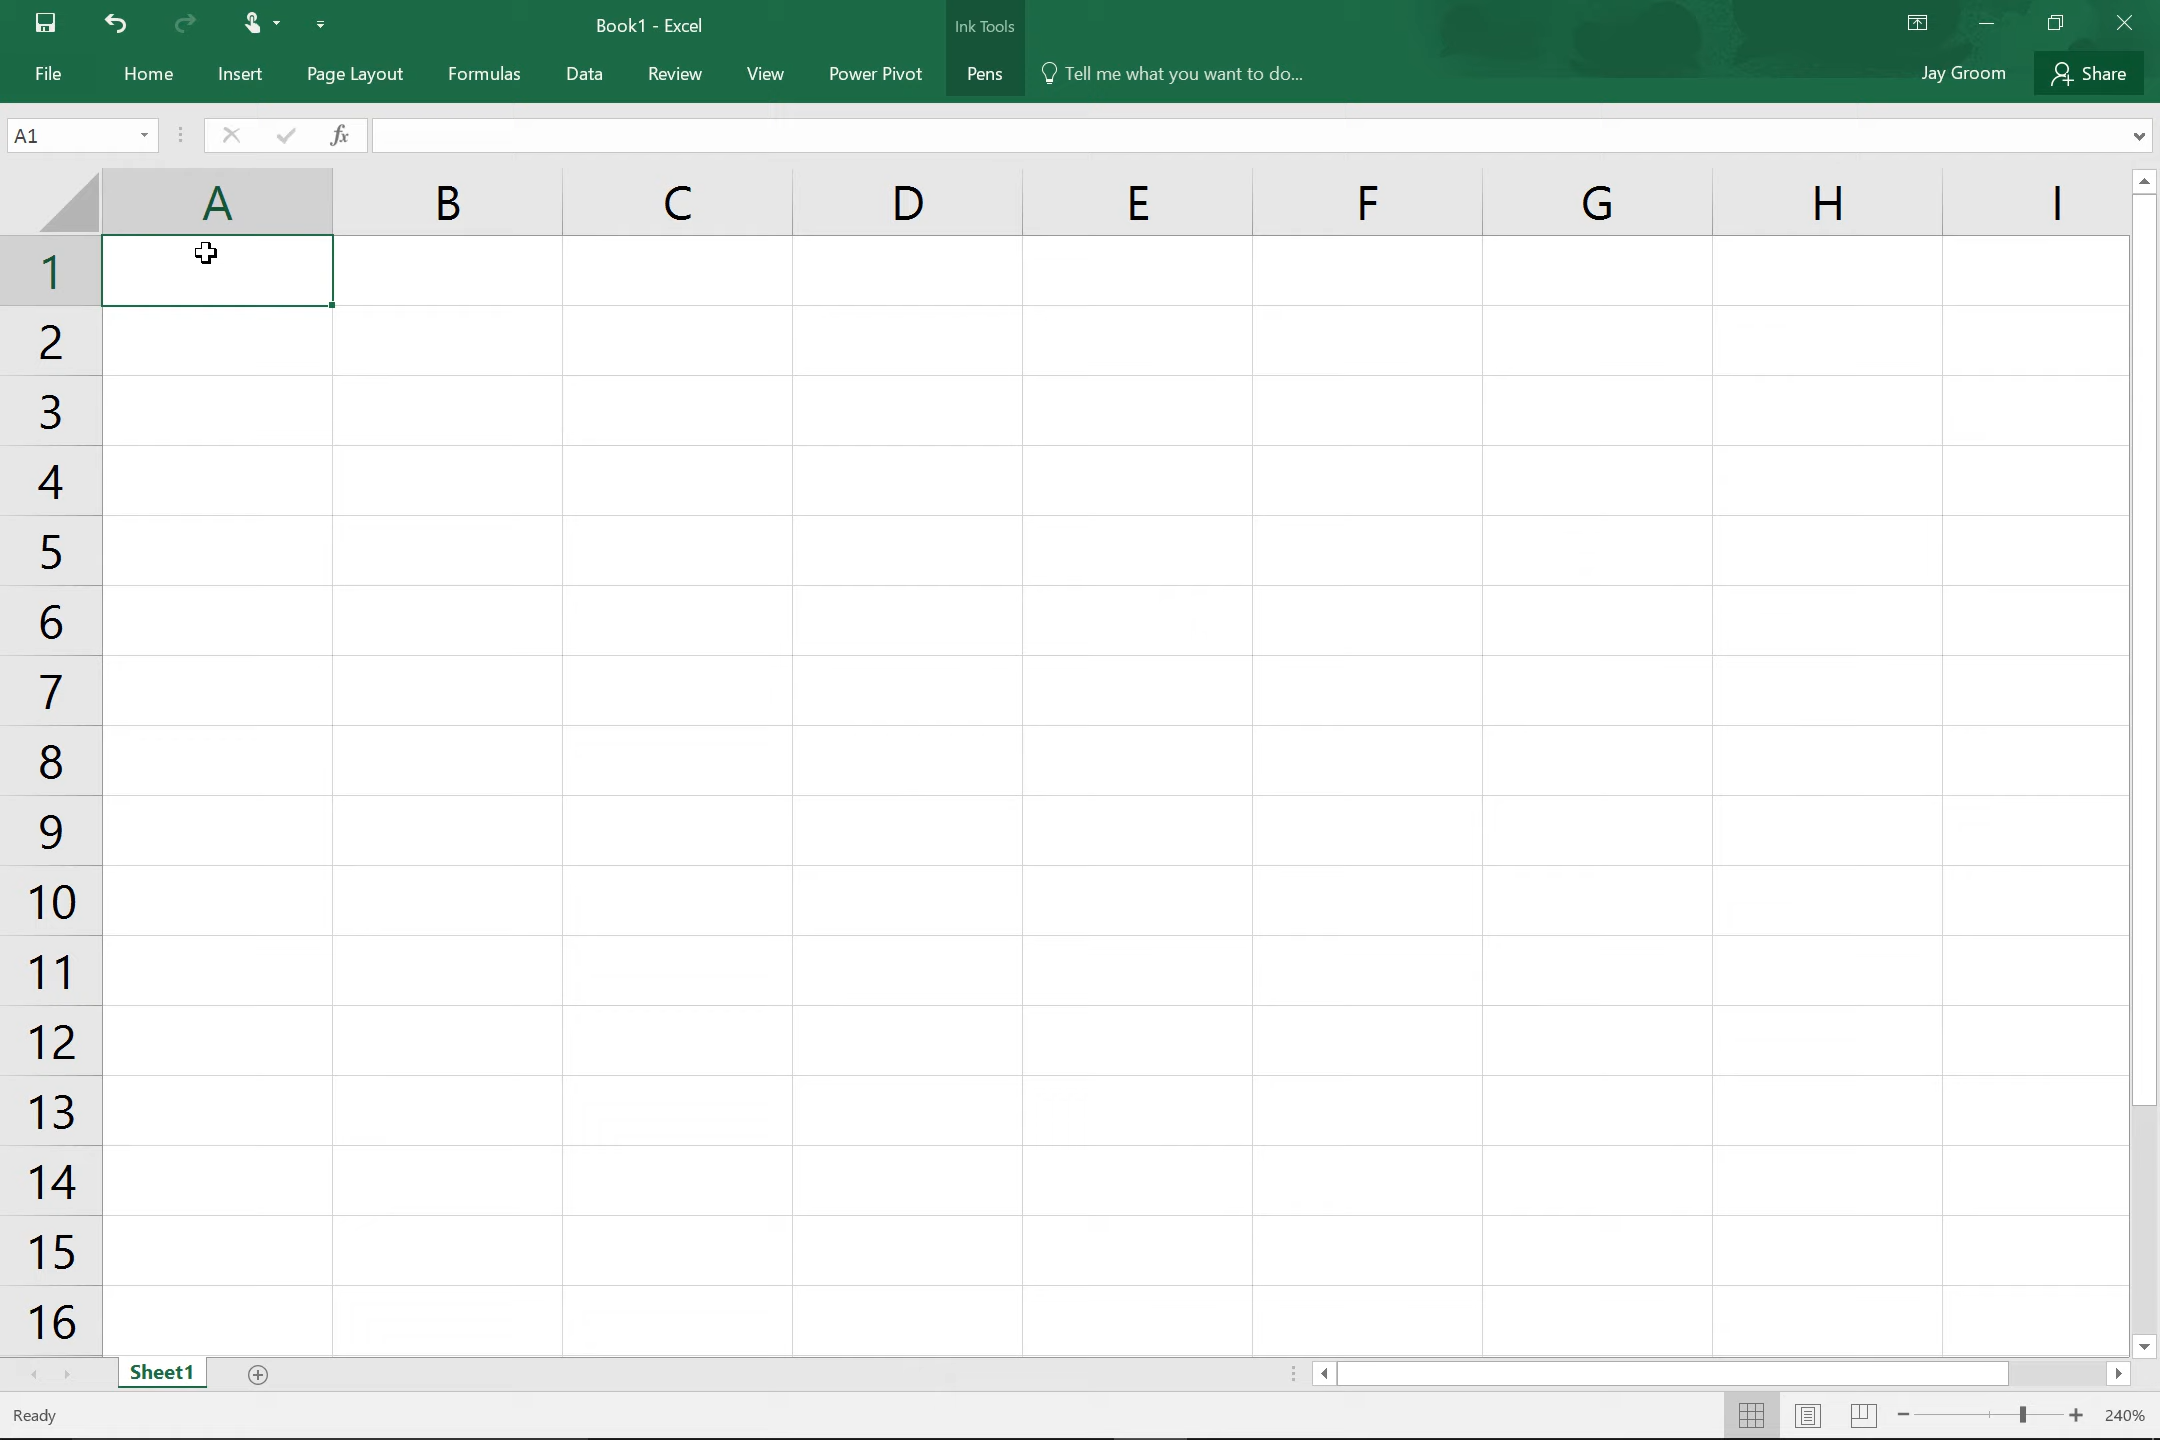 Book1 - Excel
Ink Tools
File Home Insert Page Layout Formulas Data Review View Power Pivot Pens Tell me what you want to do... Jay Groom Share
A1 fx
A B C D E F G H I
1
2
3
4
5
6
7
8
9
10
11
12
13
14
15
16
Sheet1
Ready 240%